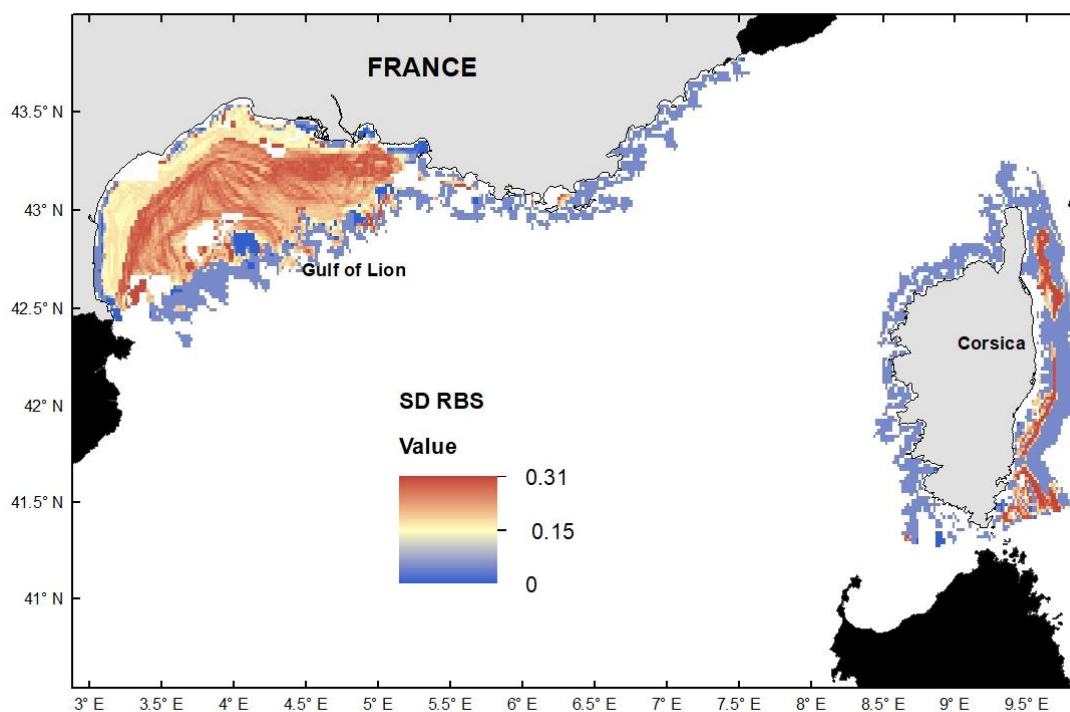 FRANCE
43.5° N
43° N
Gulf of Lion
42.5° N
Corsica
42° N
SD RBS
Value
0.31
0.15
0
41.5° N
41° N
3° E 3.5° E 4° E 4.5° E 5° E 5.5° E 6° E 6.5° E 7° E 7.5° E 8° E 8.5° E 9° E 9.5° E